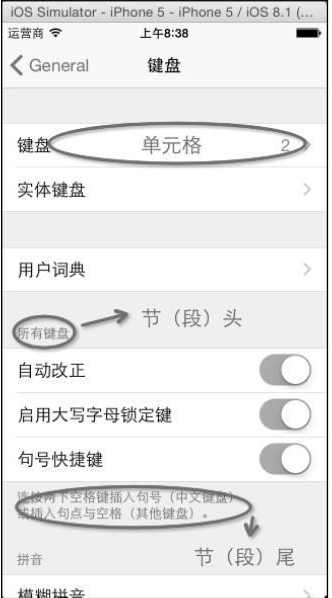 iOS Simulator - iPhone 5 - iPhone 5 / iOS 8.1 (...
运营商 上午8:38
General 键盘
键盘 单元格 2
实体键盘
用户词典
节（段）头
所有键盘
自动改正
启用大写字母锁定键
句号快捷键
连按两下空格键插入句号（中文键盘）
或插入句点与空格（其他键盘）。
拼音 节（段）尾
模糊拼音